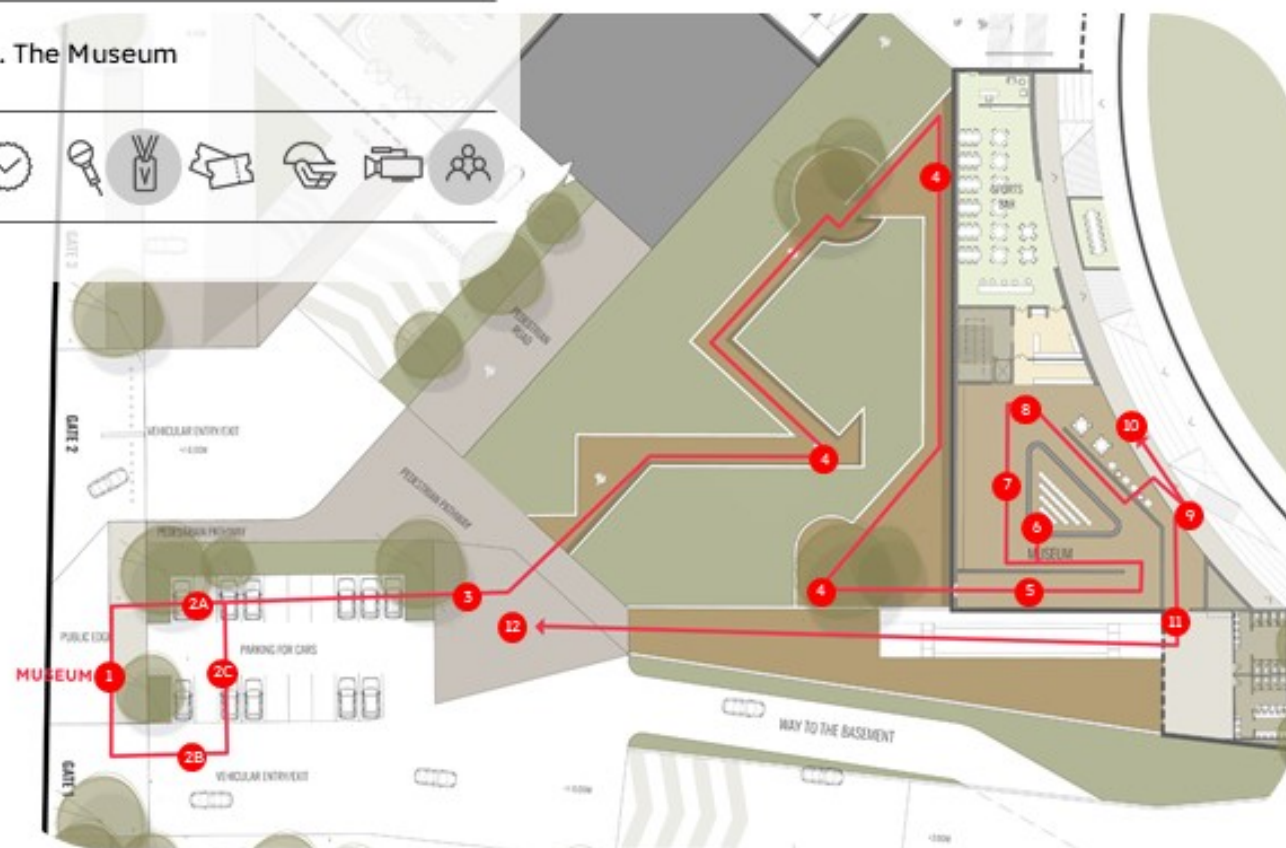 . The Museum
V
GATE 3
GATE 2
VEHICULAR ENTRY/EXIT
PEDESTRIAN
ROAD
PEDESTRIAN PATHWAY
PEDESTRIAN PATHWAY
SPORTS
BAR
4
4
4
8
10
7
9
6
MUSEUM
5
11
2A
3
12
PUBLIC EDGE
PARKING FOR CARS
MUSEUM
1
2C
2B
GATE 1
VEHICULAR ENTRY/EXIT
WAY TO THE BASEMENT